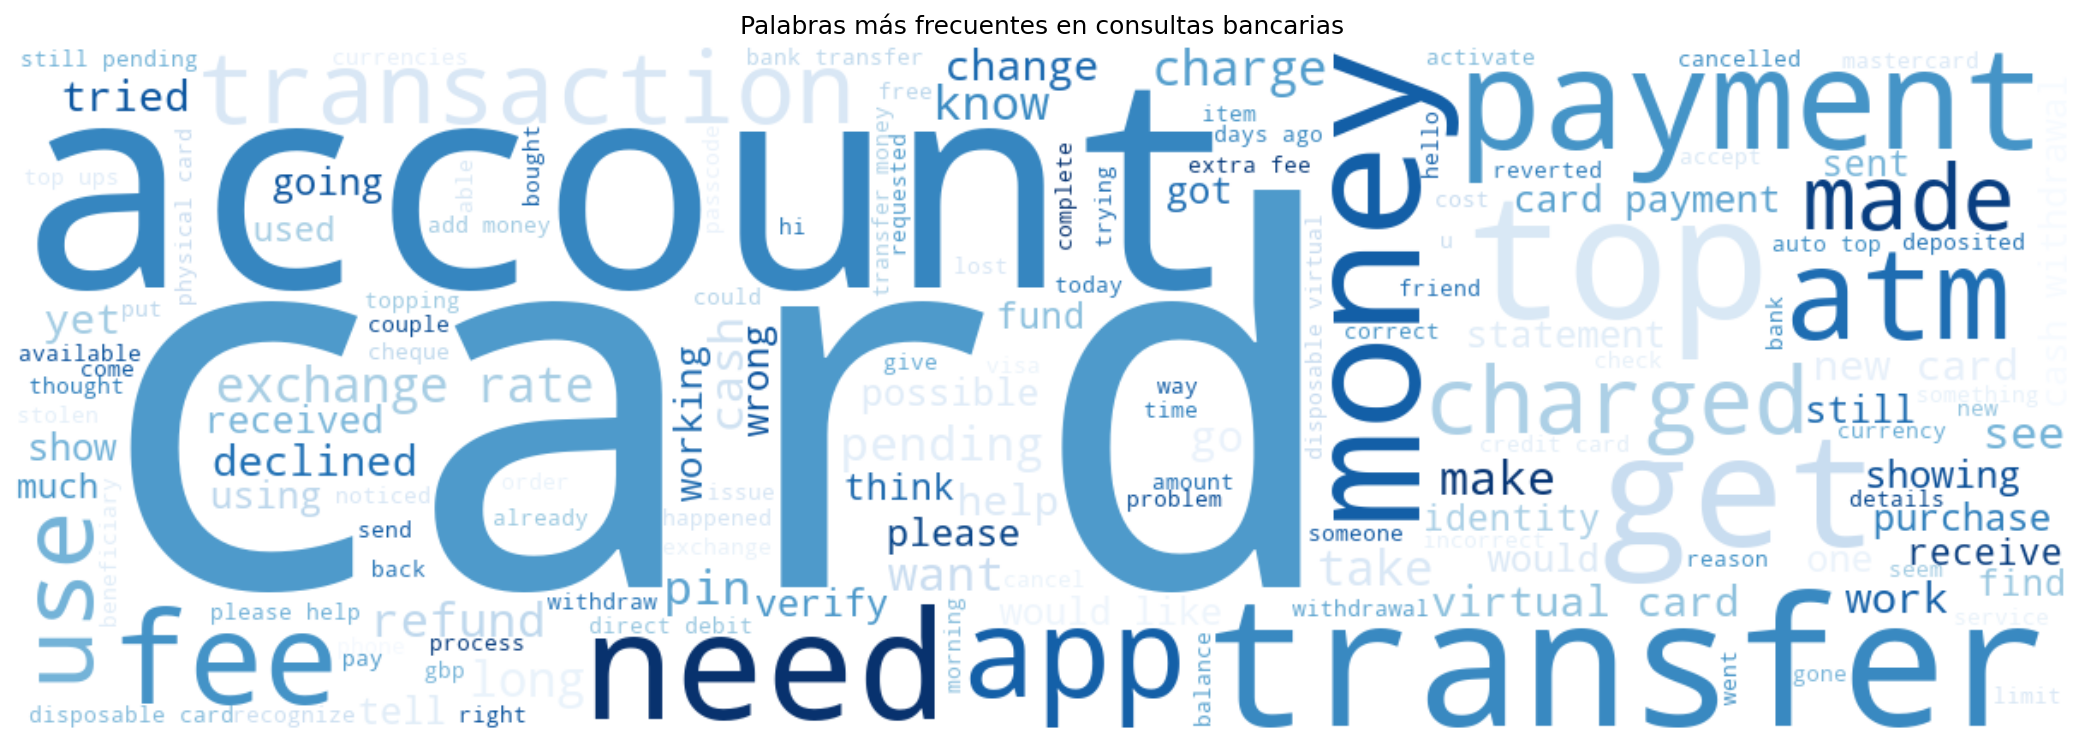 Palabras más frecuentes en consultas bancarias
still pending
currencies
bank transfer
change
charge
activate
cancelled
mastercard
tried
transaction
free
know
item
payment
days ago
hello
money
account
physical card
able
bought
passcode
transfer money
requested
complete
trying
extra fee
got
reverted
accept
sent
top ups
going
used
add money
hi
lost
today
cost
card payment
made
u
top
auto top
deposited
cash withdrawal
friend
atm
bank
disposable virtual
correct
statement
check
yet
put
topping
couple
cheque
could
cash
wrong
working
fund
give
visa
available
come
thought
exchange rate
possible
way
time
new card
something
stolen
received
charged
still
new
currency
credit card
show
declined
pending
go
see
much
using
noticed
order
issue
think
help
amount
problem
make
showing
details
beneficiary
send
already
happened
please
someone
identity
purchase
use
back
exchange
want
cancel
take
incorrect
would
reason
one
get
receive
seem
find
card
fee
please help
refund
withdraw
pin
verify
direct debit
would like
withdrawal
virtual card
work
service
phone
pay
process
gbp
long
need
morning
app
balance
transfer
went
gone
limit
disposable card
recognize
tell
right